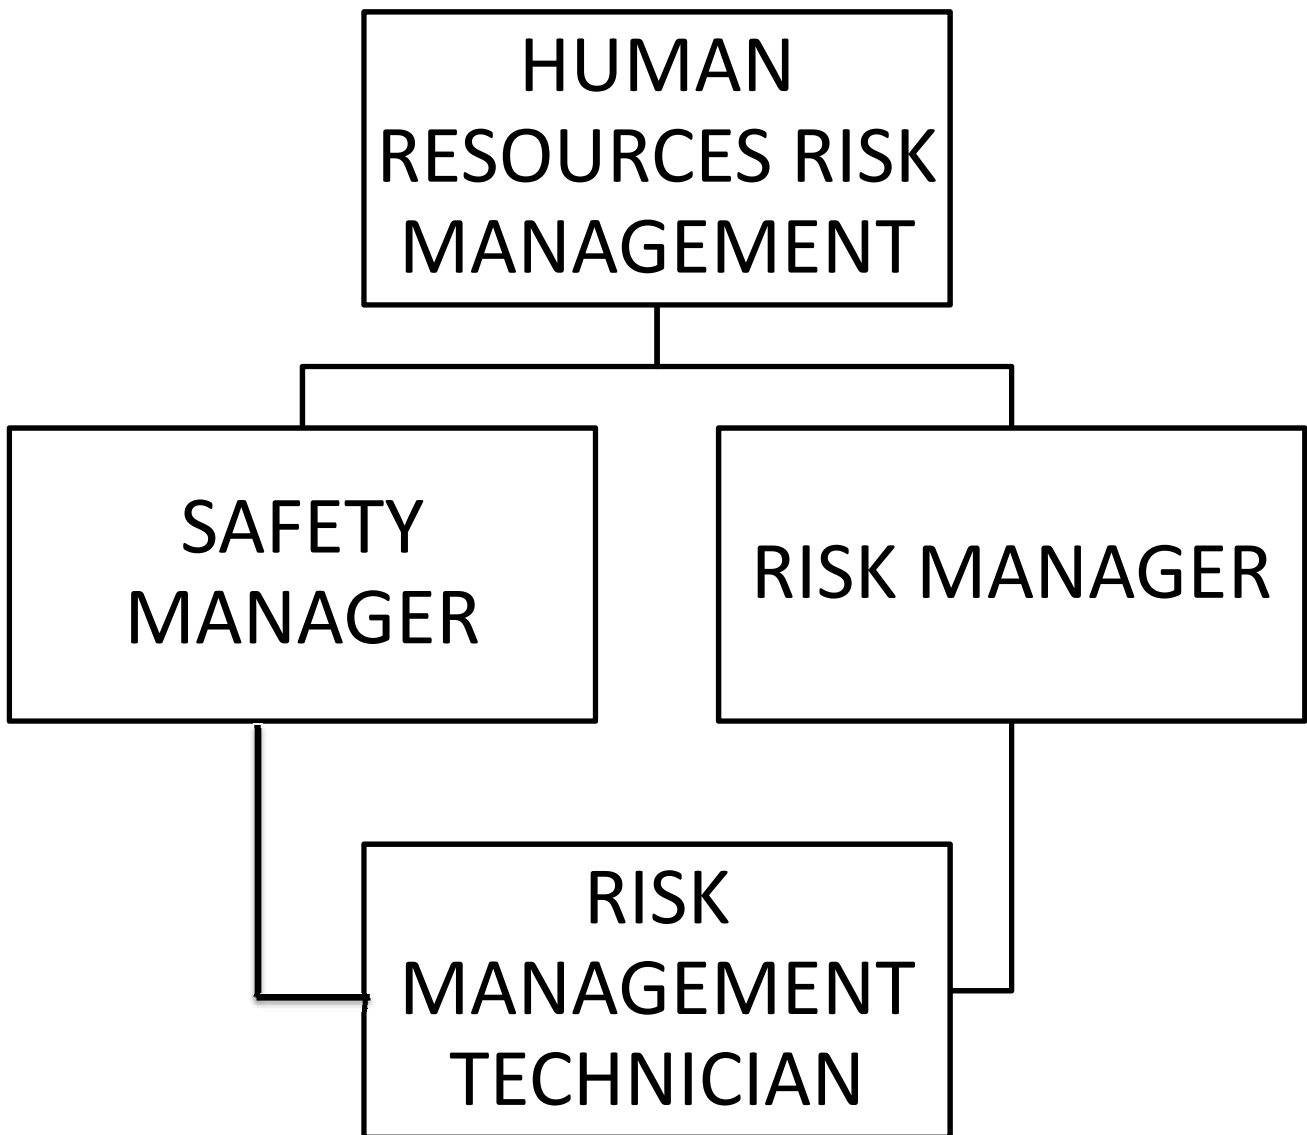 HUMAN
RESOURCES RISK
MANAGEMENT
SAFETY
MANAGER
RISK MANAGER
RISK
MANAGEMENT
TECHNICIAN